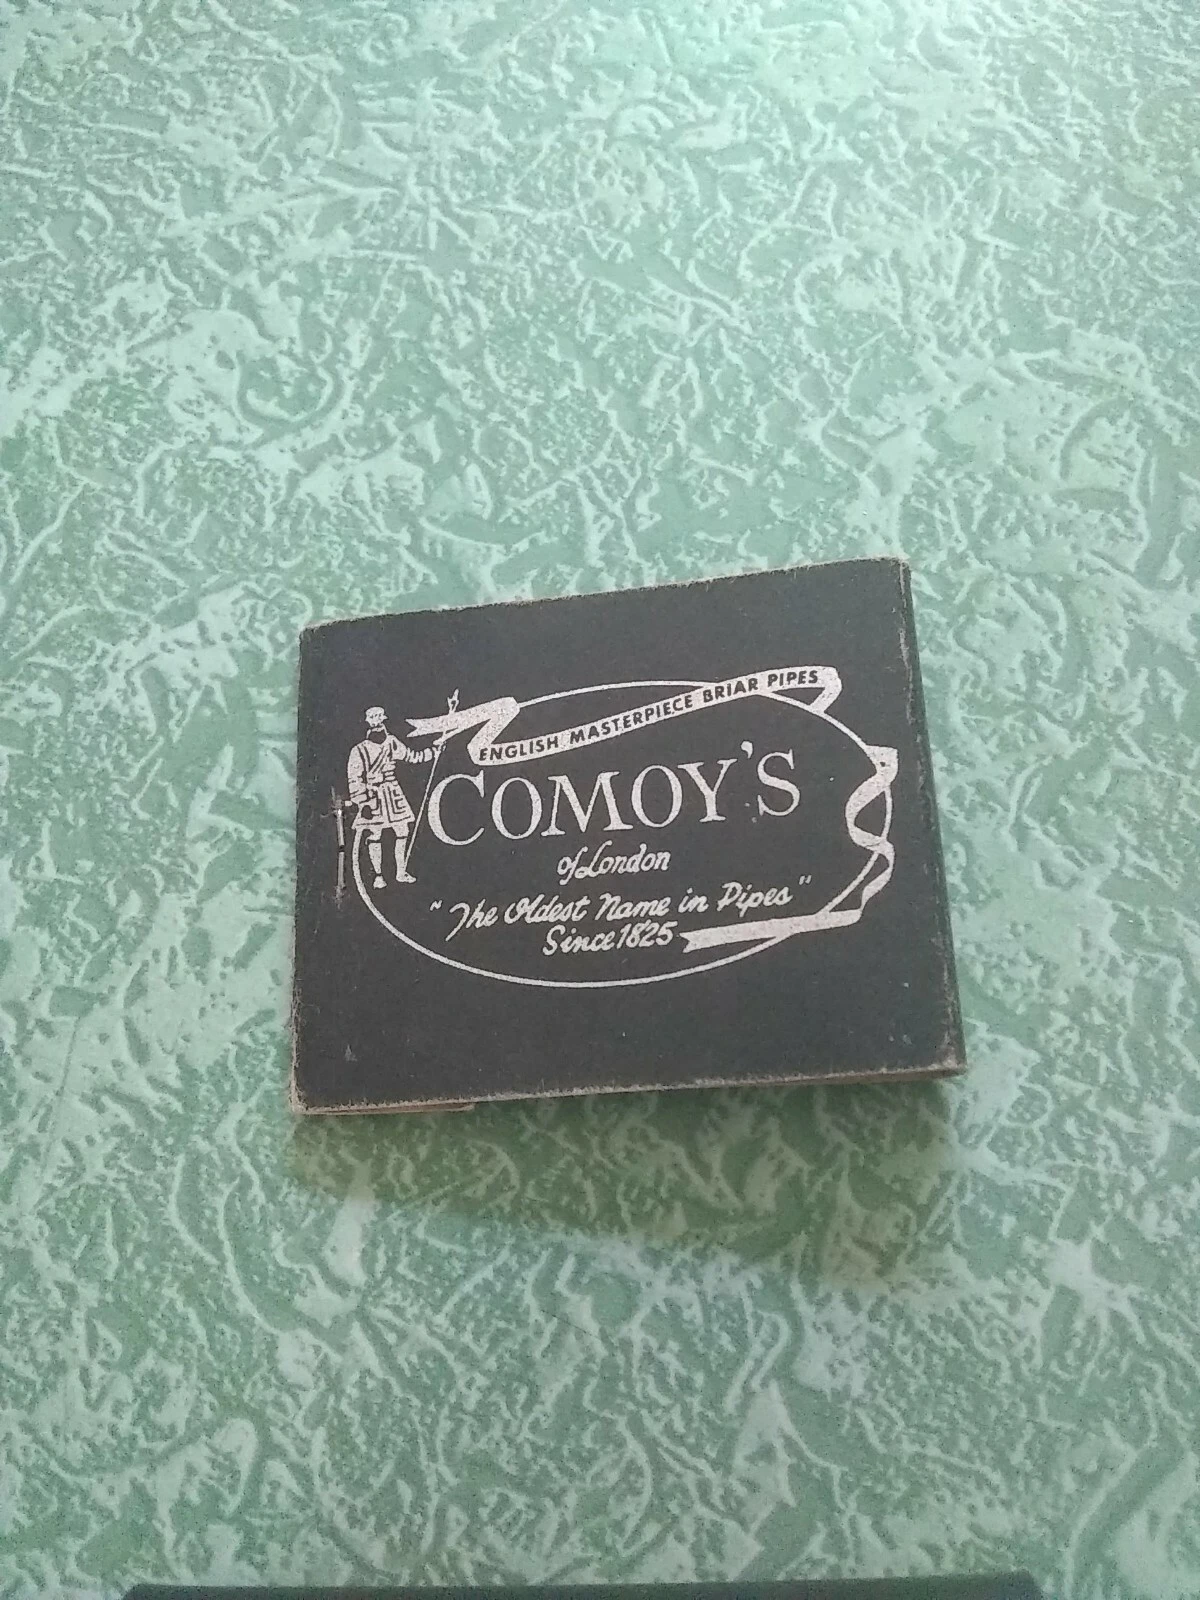 ENGLISH MASTERPIECE BRIAR PIPES
COMOY'S
of London
"The Oldest Name in Pipes"
Since 1825